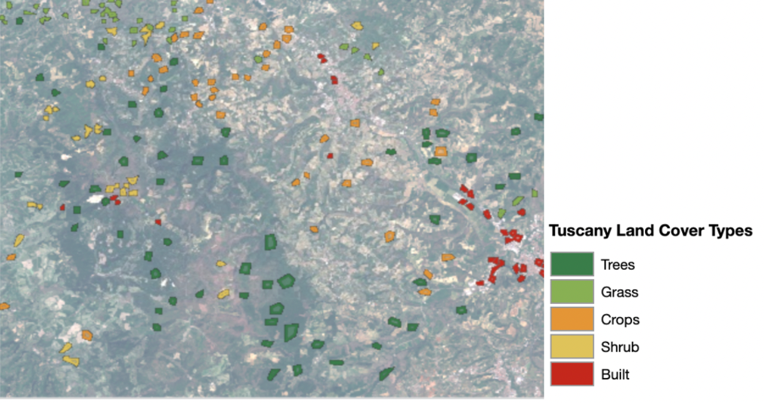 Tuscany Land Cover Types
Trees
Grass
Crops
Shrub
Built